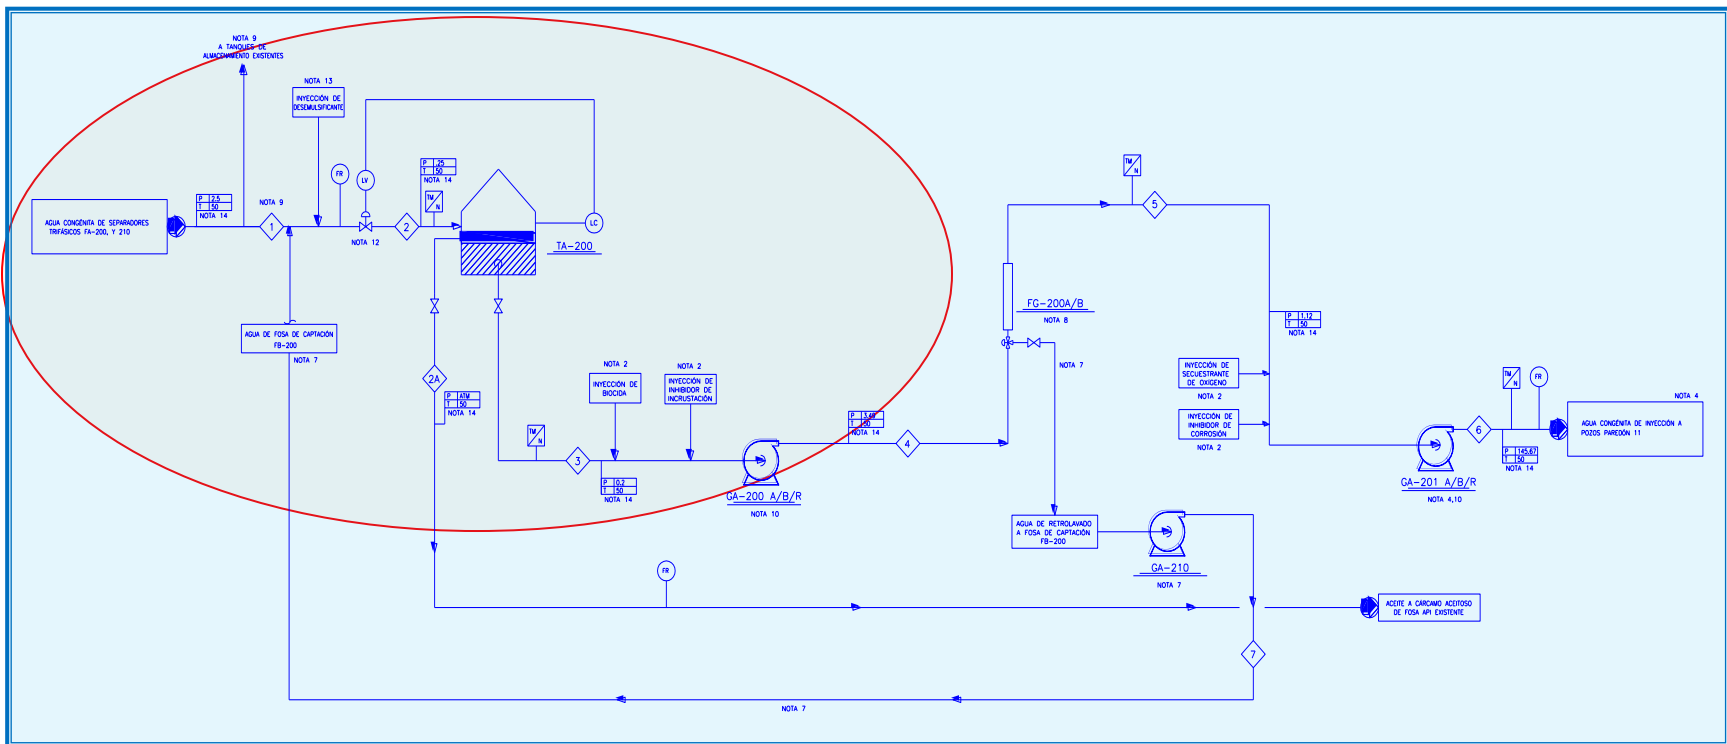 NOTA 9
A TANQUES DE
ALMACENAMIENTO EXISTENTES
NOTA 13
INYECCIÓN DE
DESEMULSIFICANTE
AGUA CONGÉNITA DE SEPARADORES
TRIFÁSICOS FA-200, Y 210
P 2.5
T 50
NOTA 14
NOTA 9
1
FR
LV
NOTA 12
2
P .25
T 50
NOTA 14
TM
N
LC
TA-200
AGUA DE FOSA DE CAPTACIÓN
FB-200
NOTA 7
2A
P ATM
T 50
NOTA 14
NOTA 2
INYECCIÓN DE
BIOCIDA
NOTA 2
INYECCIÓN DE
INHIBIDOR DE
INCRUSTACIÓN
TM
N
3
P 0.2
T 50
NOTA 14
GA-200 A/B/R
NOTA 10
P 3.49
T 50
NOTA 14
4
FG-200A/B
NOTA 8
NOTA 7
TM
N
5
P 1.12
T 50
NOTA 14
INYECCIÓN DE
SECUESTRANTE
DE OXIGENO
NOTA 2
INYECCIÓN DE
INHIBIDOR DE
CORROSIÓN
NOTA 2
GA-201 A/B/R
NOTA 4,10
6
TM
N
FR
P 145.67
T 50
NOTA 14
NOTA 4
AGUA CONGÉNITA DE INYECCIÓN A
POZOS PAREDÓN 11
AGUA DE RETROLAVADO
A FOSA DE CAPTACIÓN
FB-200
GA-210
NOTA 7
FR
ACEITE A CÁRCAMO ACEITOSO
DE FOSA API EXISTENTE
7
NOTA 7